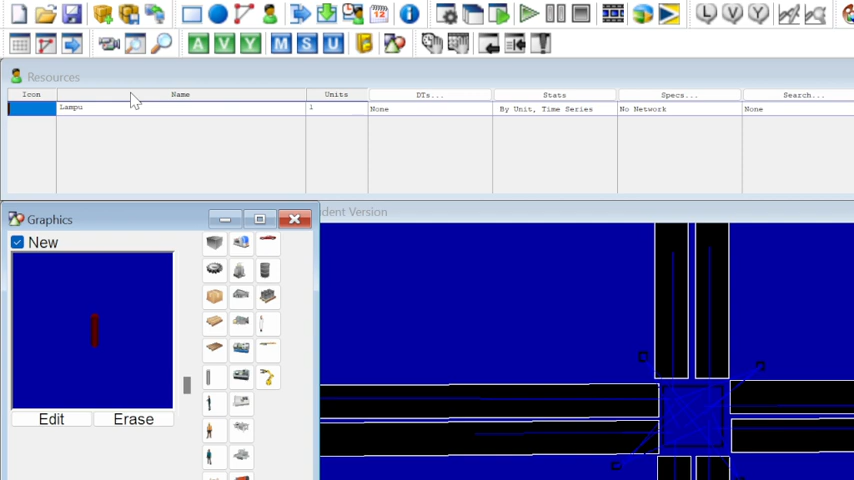 12
i
L V Y
A V Y M S U
Resources
Icon Name Units DTs... Stats Specs... Search...
Lampu 1 None By Unit, Time Series No Network None
Graphics
dent Version
New
Edit Erase